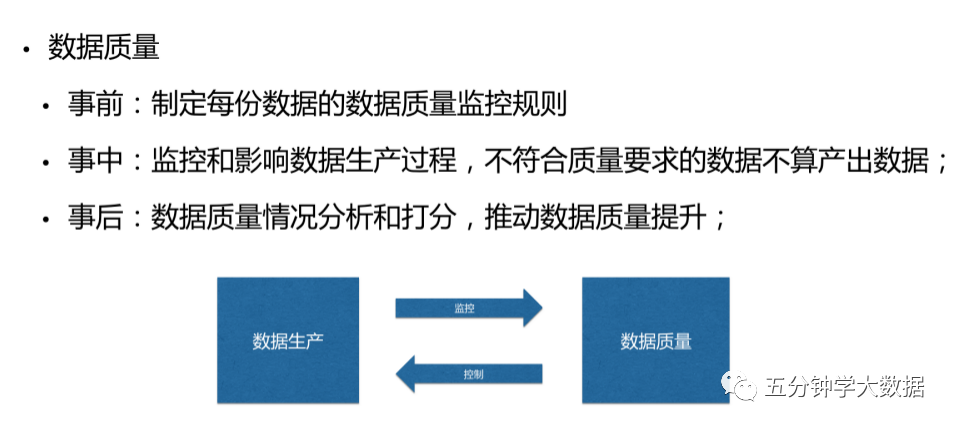 • 数据质量
• 事前：制定每份数据的数据质量监控规则
• 事中：监控和影响数据生产过程，不符合质量要求的数据不算产出数据；
• 事后：数据质量情况分析和打分，推动数据质量提升；
监控
数据生产
数据质量
控制
五分钟学大数据